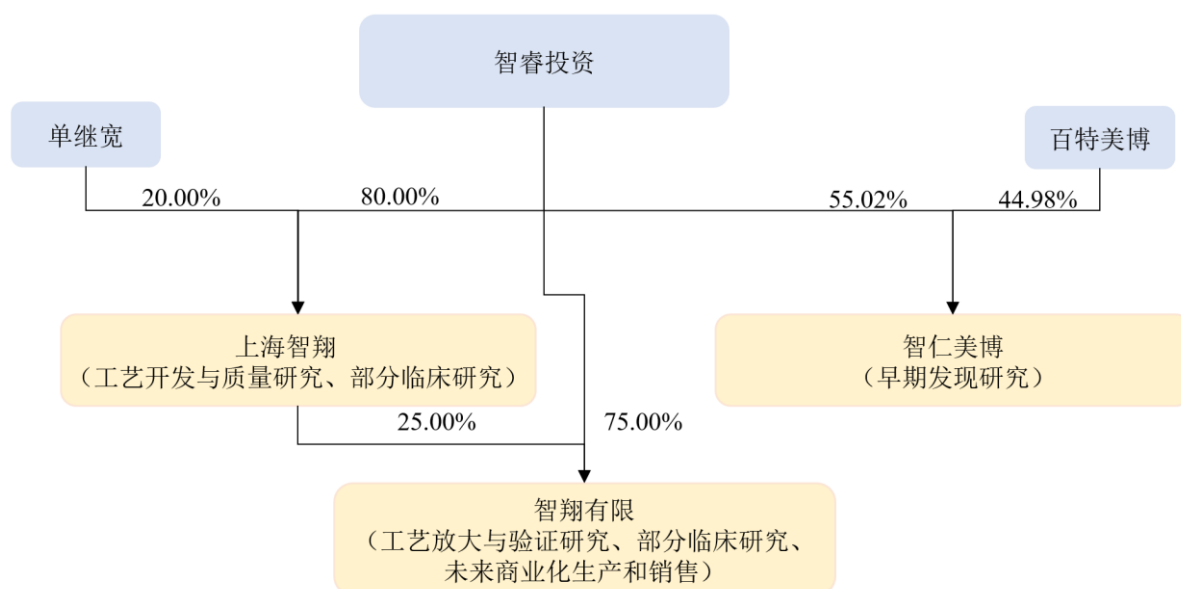 智睿投资
单继宽
百特美博
20.00%
80.00%
55.02%
44.98%
上海智翔
（工艺开发与质量研究、部分临床研究）
智仁美博
（早期发现研究）
25.00%
75.00%
智翔有限
（工艺放大与验证研究、部分临床研究、
未来商业化生产和销售）